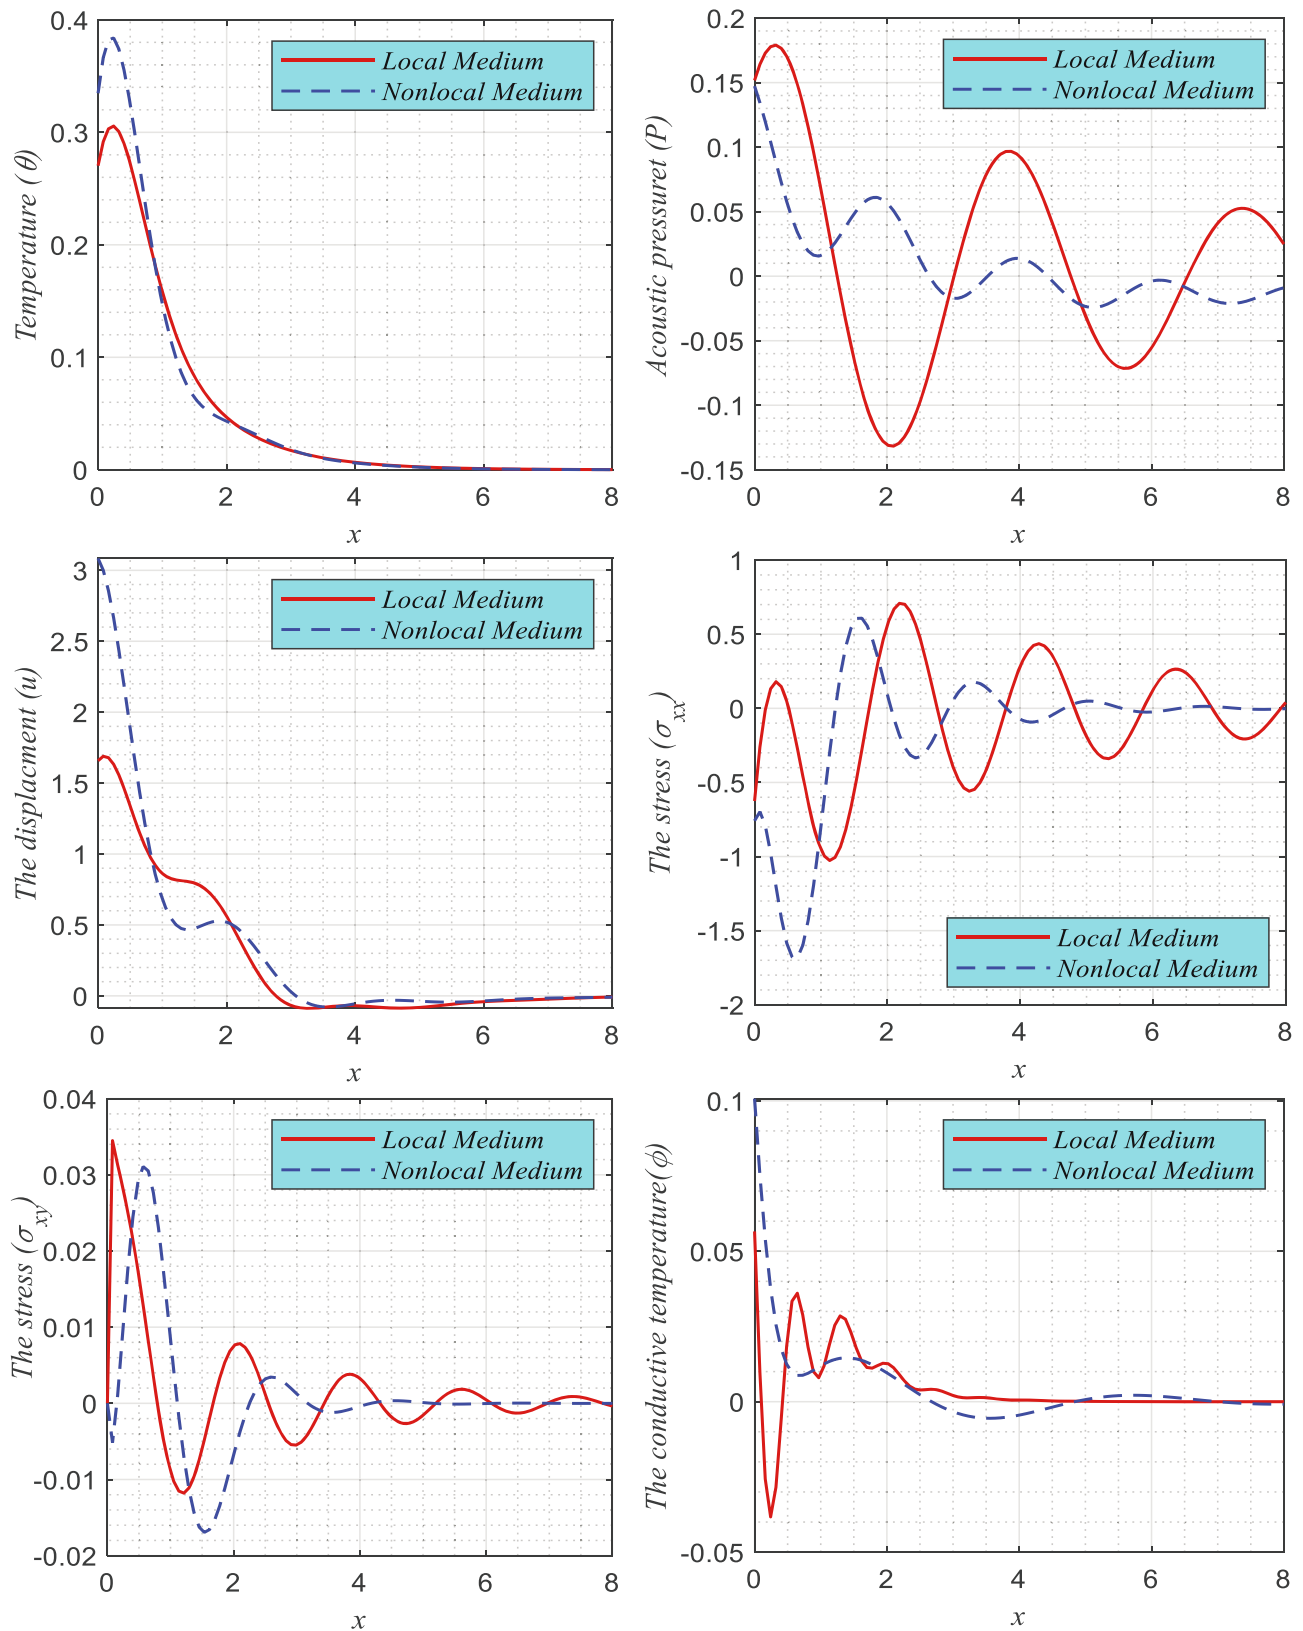 0.4
0.3
0.2
0.1
0
Temperature (θ)
Local Medium
Nonlocal Medium
0 2 4 6 8
x
0.2
0.15
0.1
0.05
0
-0.05
-0.1
-0.15
Acoustic pressuret (P)
Local Medium
Nonlocal Medium
0 2 4 6 8
x
3
2.5
2
1.5
1
0.5
0
The displacment (u)
Local Medium
Nonlocal Medium
0 2 4 6 8
x
1
0.5
0
-0.5
-1
-1.5
-2
The stress (σxx)
Local Medium
Nonlocal Medium
0 2 4 6 8
x
0.04
0.03
0.02
0.01
0
-0.01
-0.02
The stress (σxy)
Local Medium
Nonlocal Medium
0 2 4 6 8
x
0.1
0.05
0
-0.05
The conductive temperature(ϕ)
Local Medium
Nonlocal Medium
0 2 4 6 8
x